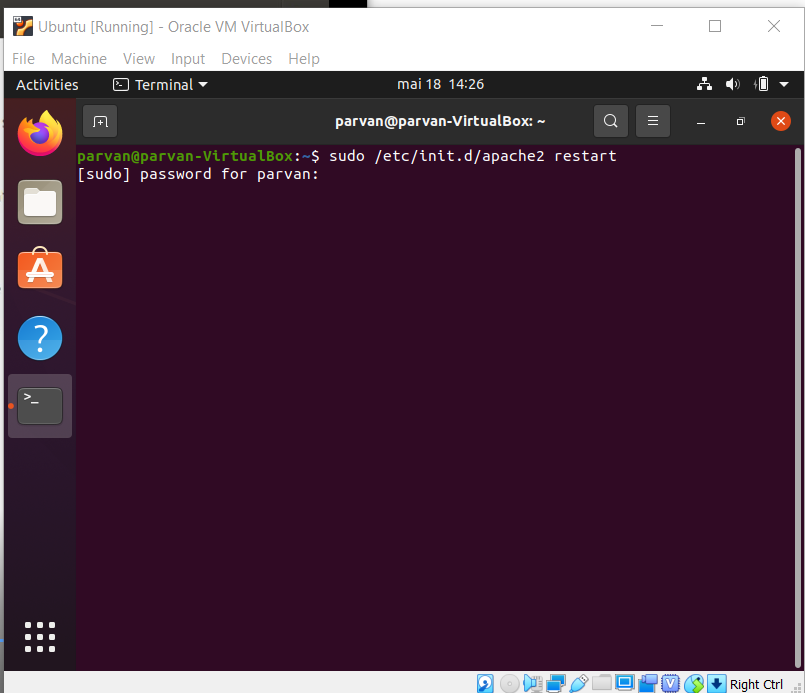 Ubuntu [Running] - Oracle VM VirtualBox
File Machine View Input Devices Help
Activities Terminal mai 18 14:26
parvan@parvan-VirtualBox: ~
parvan@parvan-VirtualBox:~$ sudo /etc/init.d/apache2 restart
[sudo] password for parvan:
Right Ctrl